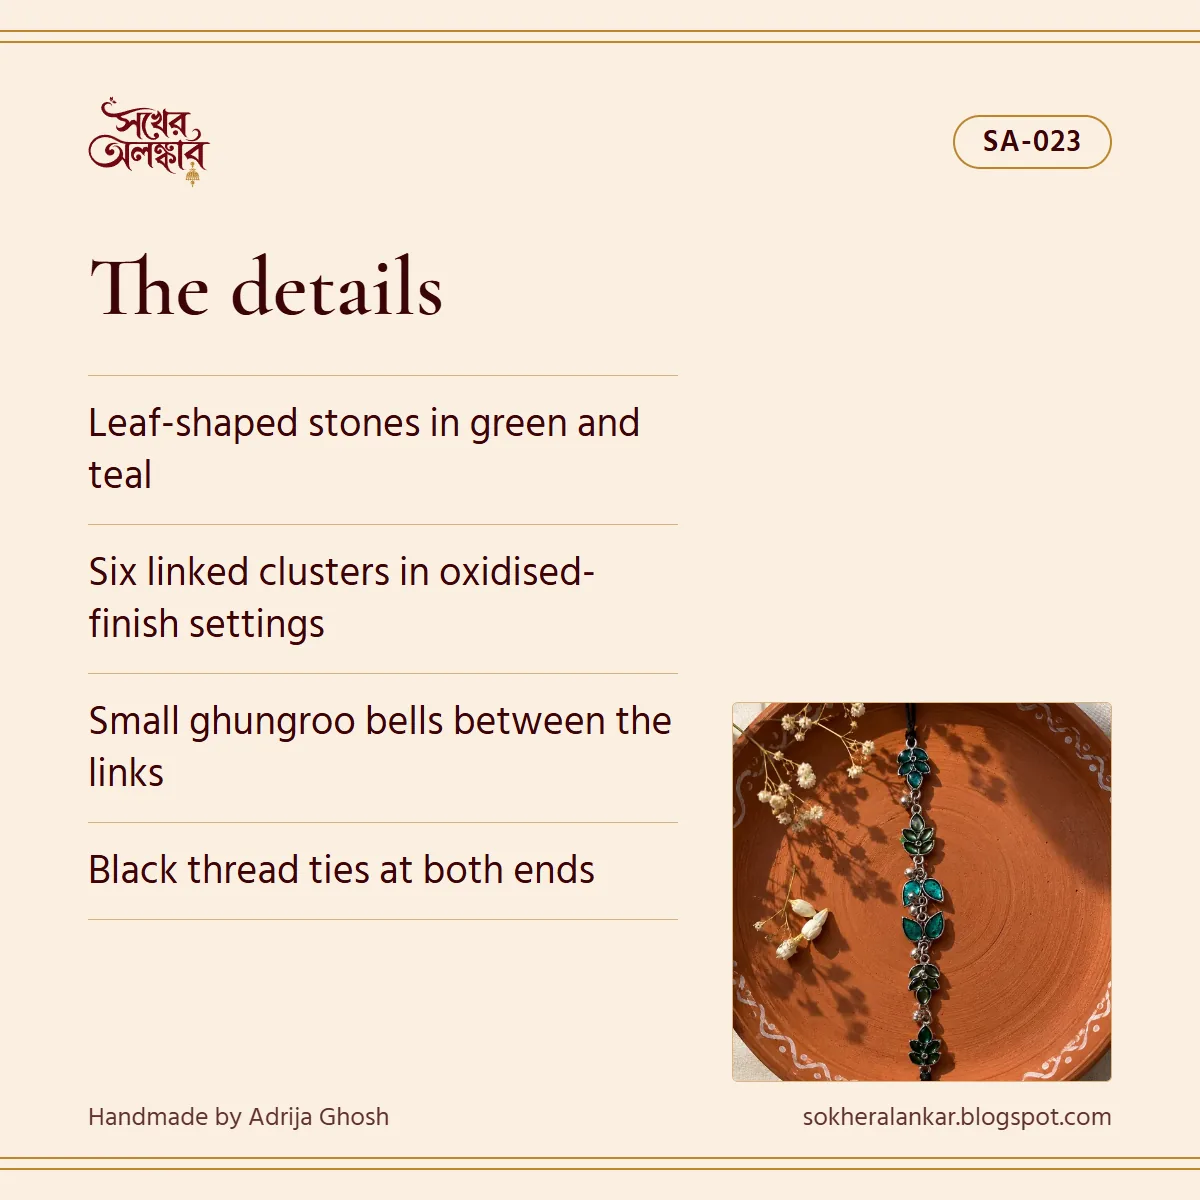 সখের
অলঙ্কার
SA-023
The details
Leaf-shaped stones in green and
teal
Six linked clusters in oxidised-
finish settings
Small ghungroo bells between the
links
Black thread ties at both ends
Handmade by Adrija Ghosh
sokheralankar.blogspot.com